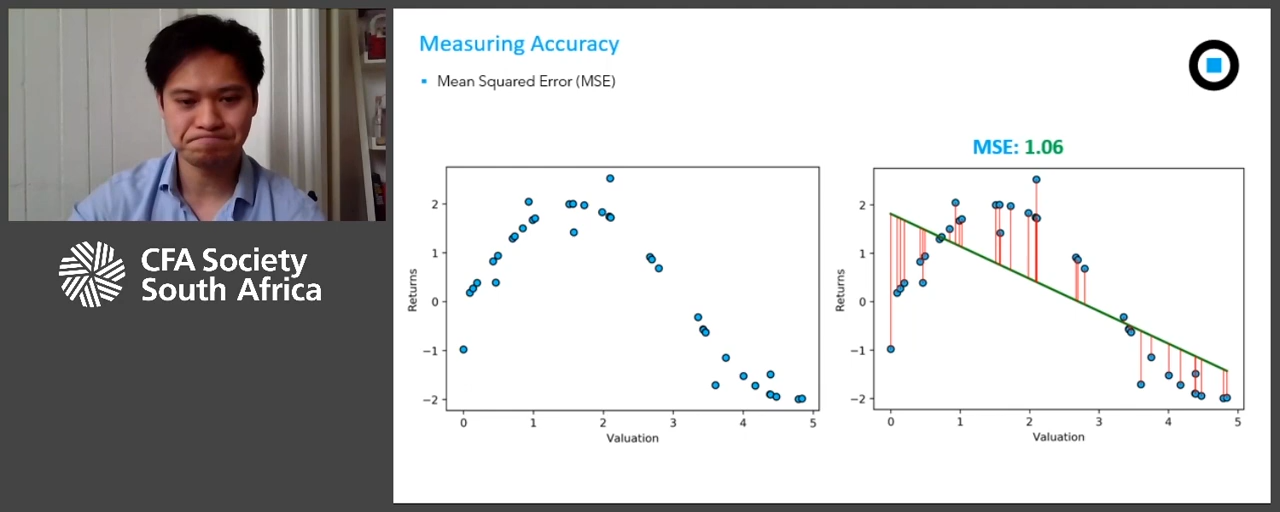 CFA Society
South Africa
Measuring Accuracy
Mean Squared Error (MSE)
2
1
0
−1
−2
Returns
0 1 2 3 4 5
Valuation
MSE: 1.06
2
1
0
−1
−2
Returns
0 1 2 3 4 5
Valuation